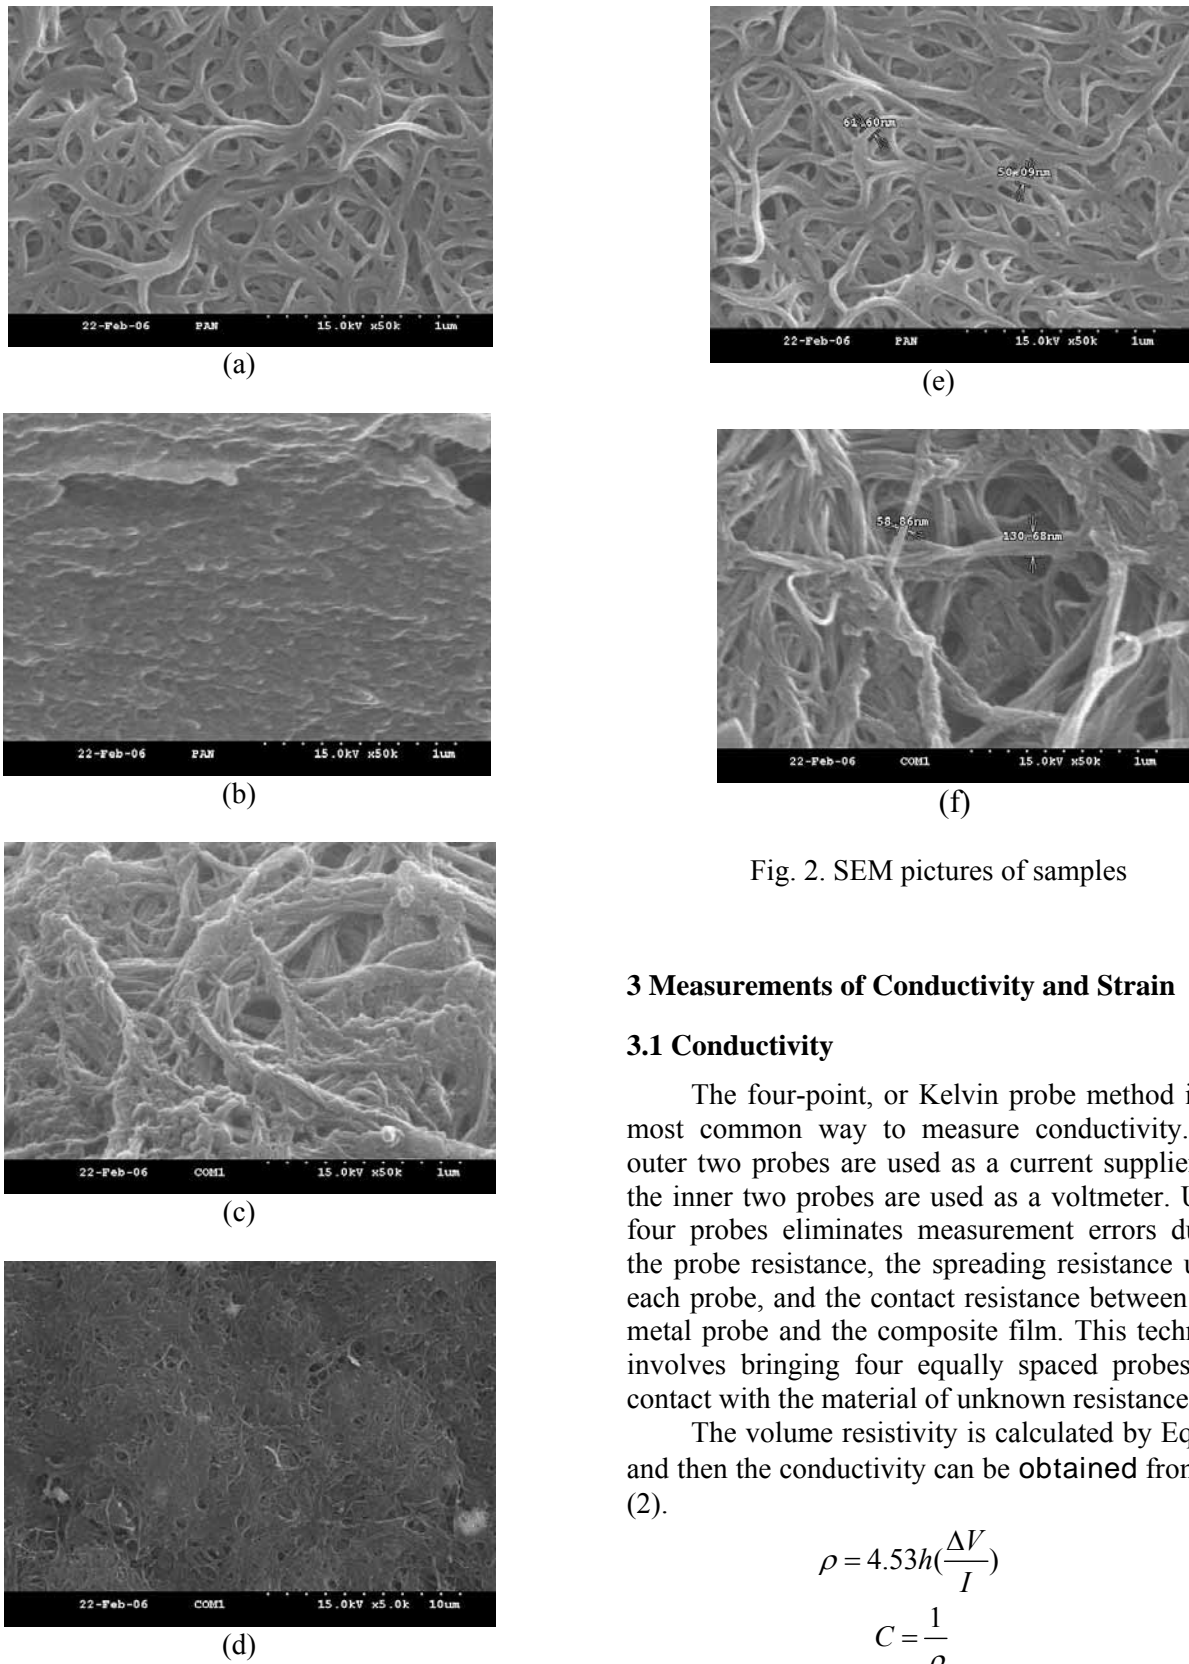 22-Feb-06 PAN 15.0kV x50k 1um
(a)
22-Feb-06 PAN 15.0kV x50k 1um
(b)
22-Feb-06 COM1 15.0kV x50k 1um
(c)
22-Feb-06 COM1 15.0kV x5.0k 10um
(d)
61.60nm
50.09nm
22-Feb-06 PAN 15.0kV x50k 1um
(e)
58.86nm
130.68nm
22-Feb-06 COM1 15.0kV x50k 1um
(f)
Fig. 2. SEM pictures of samples
3 Measurements of Conductivity and Strain
3.1 Conductivity
The four-point, or Kelvin probe method
most common way to measure conductivity.
outer two probes are used as a current supplier
the inner two probes are used as a voltmeter.
four probes eliminates measurement errors
the probe resistance, the spreading resistance
each probe, and the contact resistance between
metal probe and the composite film. This
involves bringing four equally spaced probes
contact with the material of unknown resistance
The volume resistivity is calculated by
and then the conductivity can be obtained from
(2).
ρ = 4.53h(ΔV/I)
C = 1/ρ